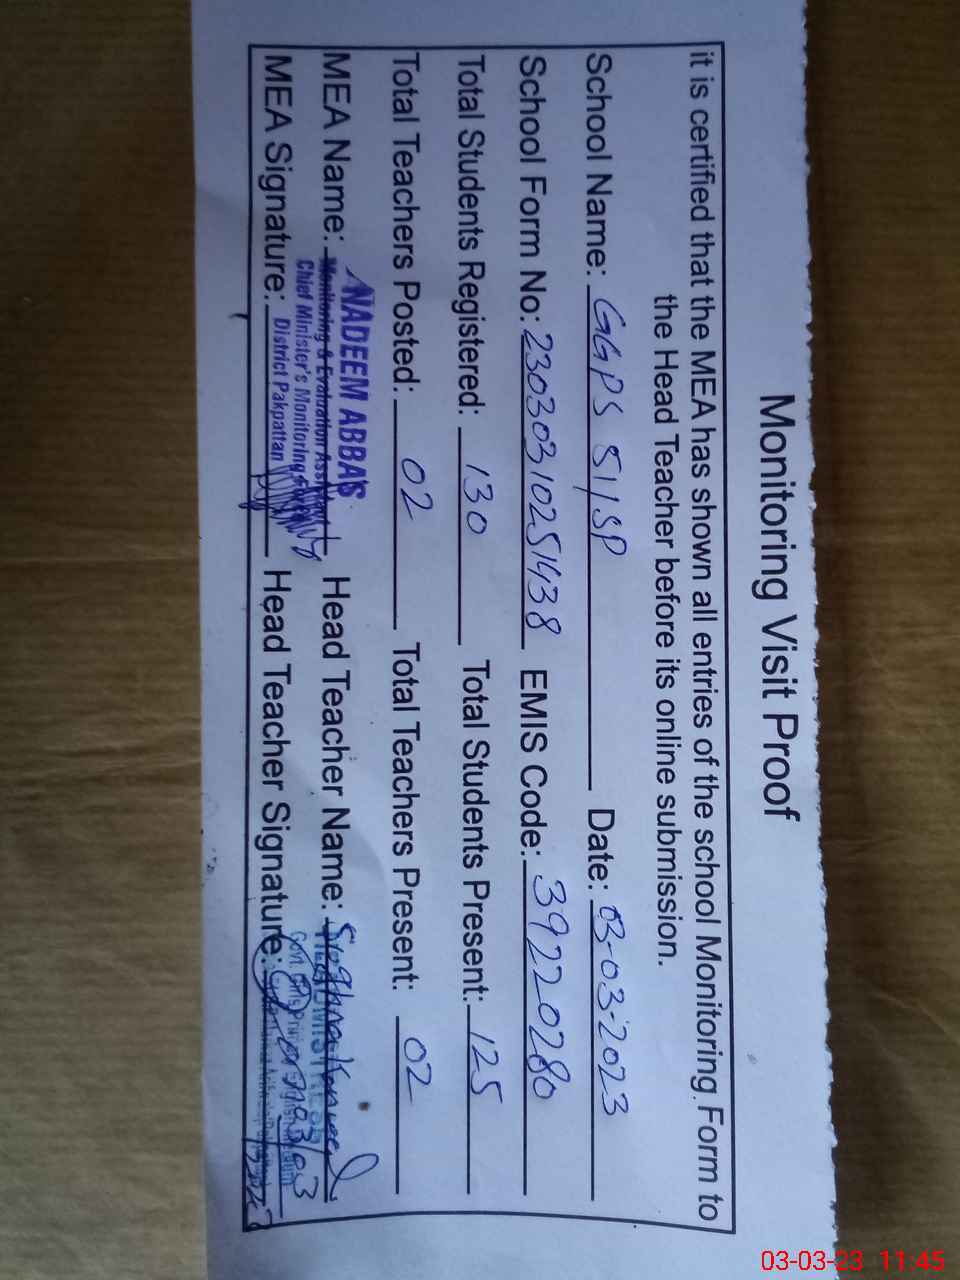 Monitoring Visit Proof
it is certified that the MEA has shown all entries of the school Monitoring Form to
the Head Teacher before its online submission.
School Name: GGPS 51/SP Date: 03-03-2023
School Form No: 23030310251438 EMIS Code: 39220280
Total Students Registered: 130 Total Students Present: 125
Total Teachers Posted: 02 Total Teachers Present: 02
MEA Name: NADEEM ABBAS Head Teacher Name:
Monitoring & Evaluation Assistant
Chief Minister's Monitoring
MEA Signature: District Pakpattan Head Teacher Signature:
03-03-23 11:45